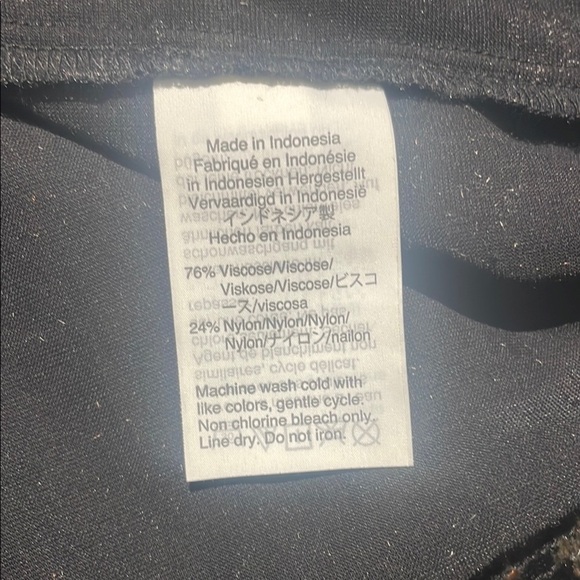 Made in Indonesia
Fabriqué en Indonésie
in Indonesien Hergestellt
Vervaardigd in Indonesië
インドネシア製
Hecho en Indonesia
76% Viscose/Viscose/
Viskose/Viscose/ビスコ
ース/viscosa
24% Nylon/Nylon/Nylon/
Nylon/ナイロン/nailon
Machine wash cold with
like colors, gentle cycle.
Non chlorine bleach only.
Line dry. Do not iron.